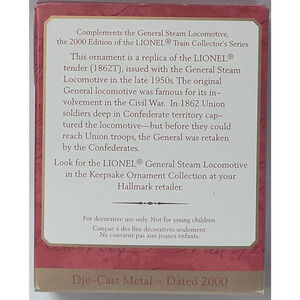 Complements the General Steam Locomotive,
the 2000 Edition of the LIONEL® Train Collector's Series
This ornament is a replica of the LIONEL®
tender (1862T), issued with the General Steam
Locomotive in the late 1950s. The original
General locomotive was famous for its in-
volvement in the Civil War. In 1862 Union
soldiers deep in Confederate territory cap-
tured the locomotive—but before they could
reach Union troops, the General was retaken
by the Confederates.
Look for the LIONEL® General Steam Locomotive
in the Keepsake Ornament Collection at your
Hallmark retailer.
For decorative use only. Not for young children.
Conçue à des fins décoratives seulement.
Ne convient pas aux jeunes enfants.
Die-Cast Metal – Dated 2000